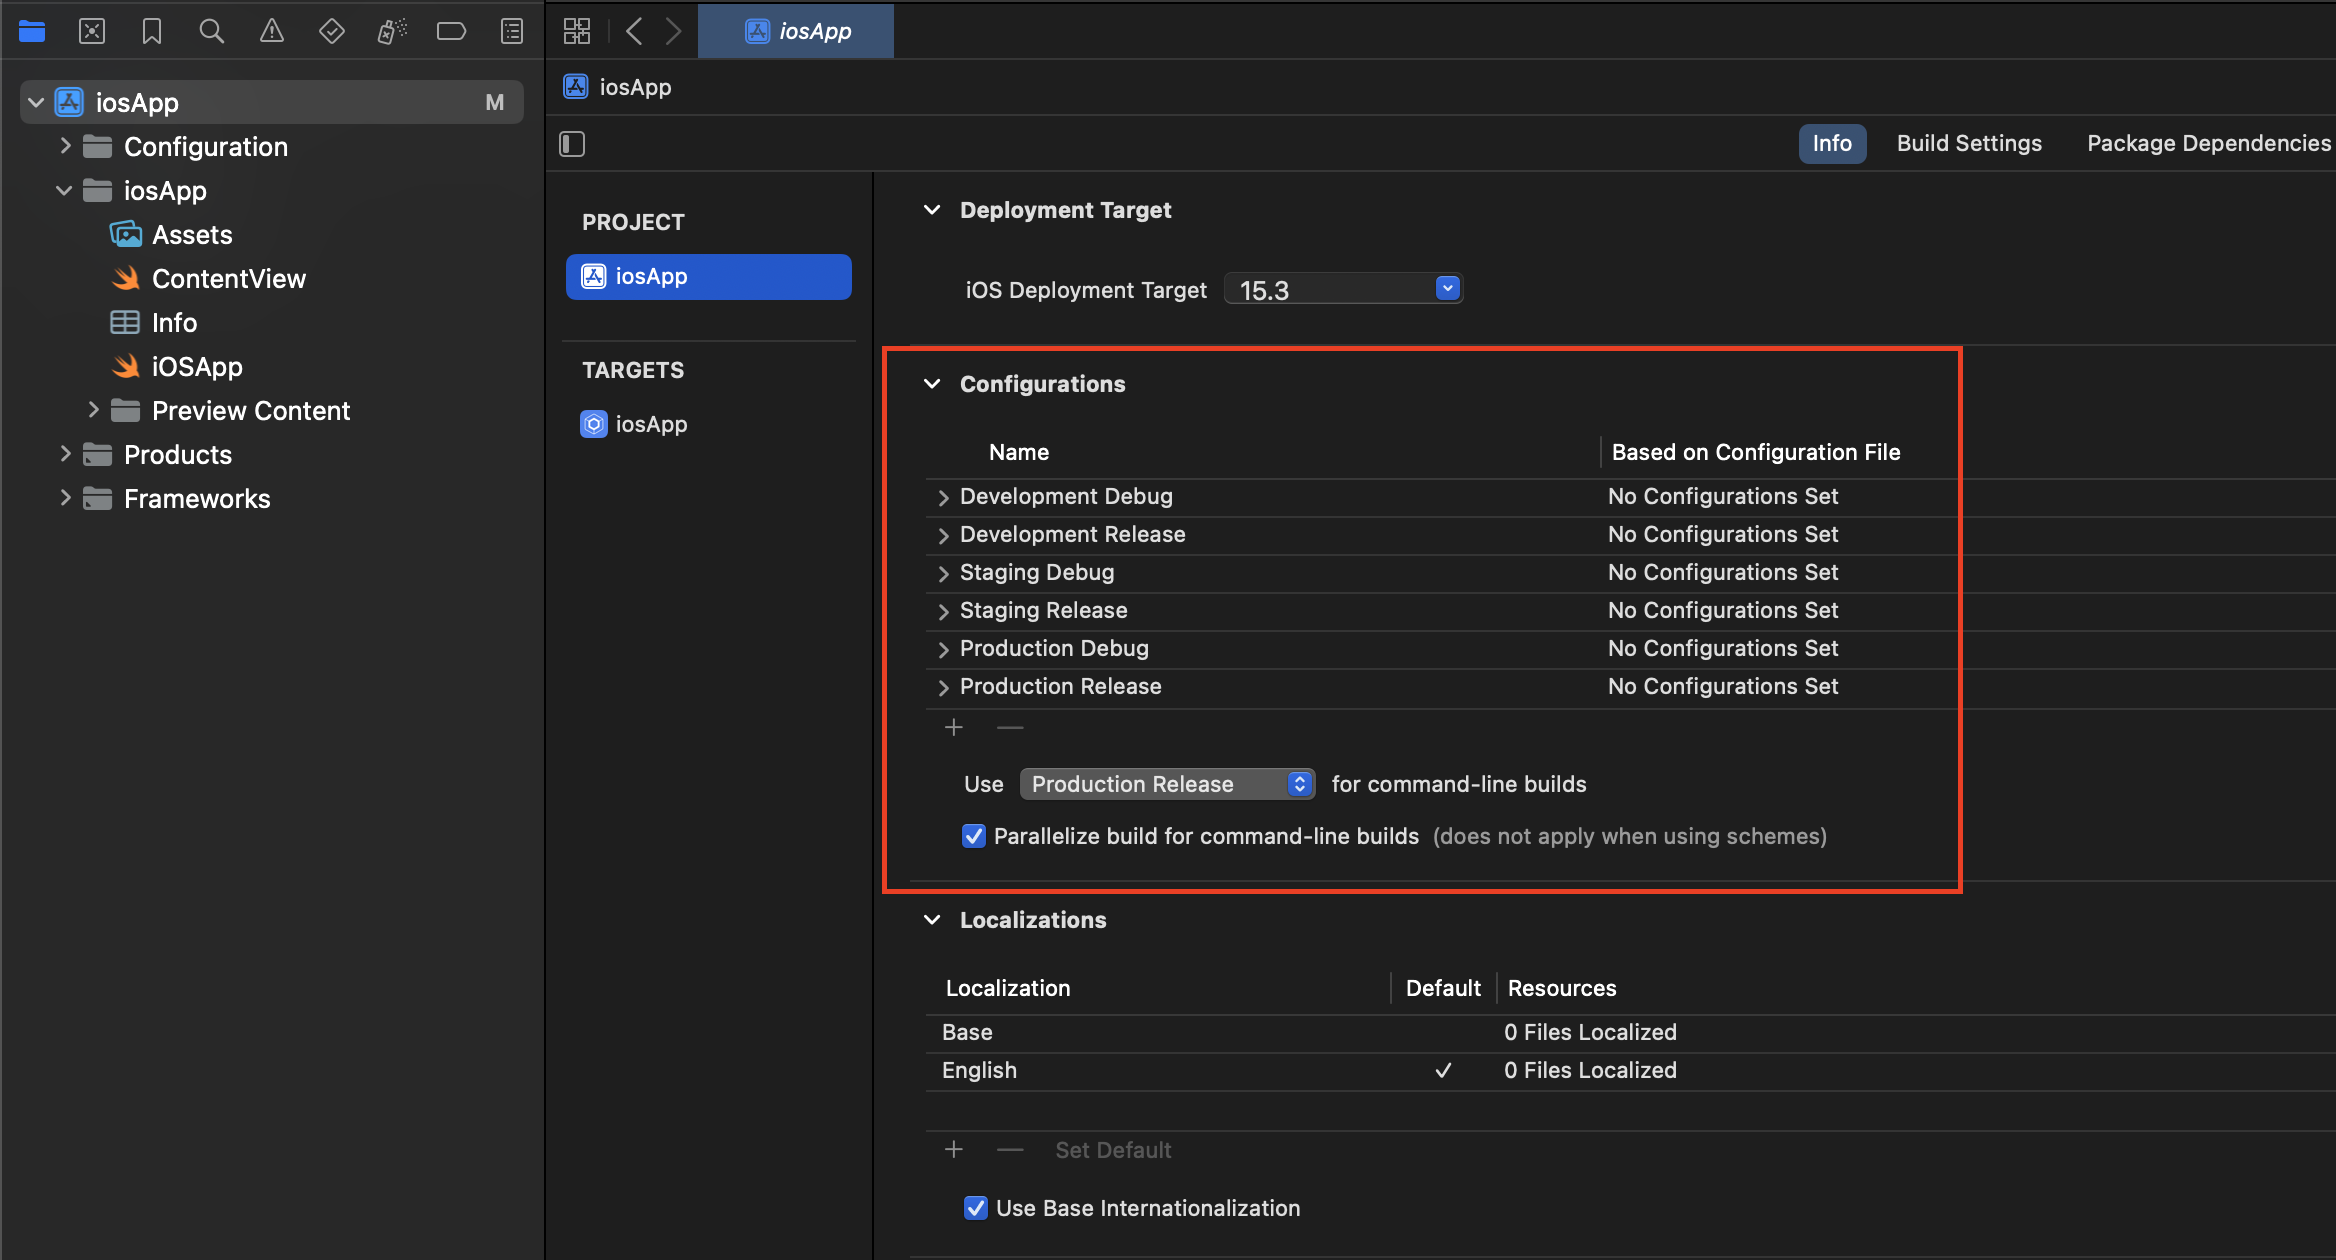 iosApp
iosApp M
Configuration
iosApp
Assets
ContentView
Info
iOSApp
Preview Content
Products
Frameworks
iosApp
Info Build Settings Package Dependencies
PROJECT
iosApp
TARGETS
iosApp
Deployment Target
iOS Deployment Target 15.3
Configurations
Name Based on Configuration File
Development Debug No Configurations Set
Development Release No Configurations Set
Staging Debug No Configurations Set
Staging Release No Configurations Set
Production Debug No Configurations Set
Production Release No Configurations Set
Use Production Release for command-line builds
Parallelize build for command-line builds (does not apply when using schemes)
Localizations
Localization Default Resources
Base 0 Files Localized
English 0 Files Localized
Set Default
Use Base Internationalization